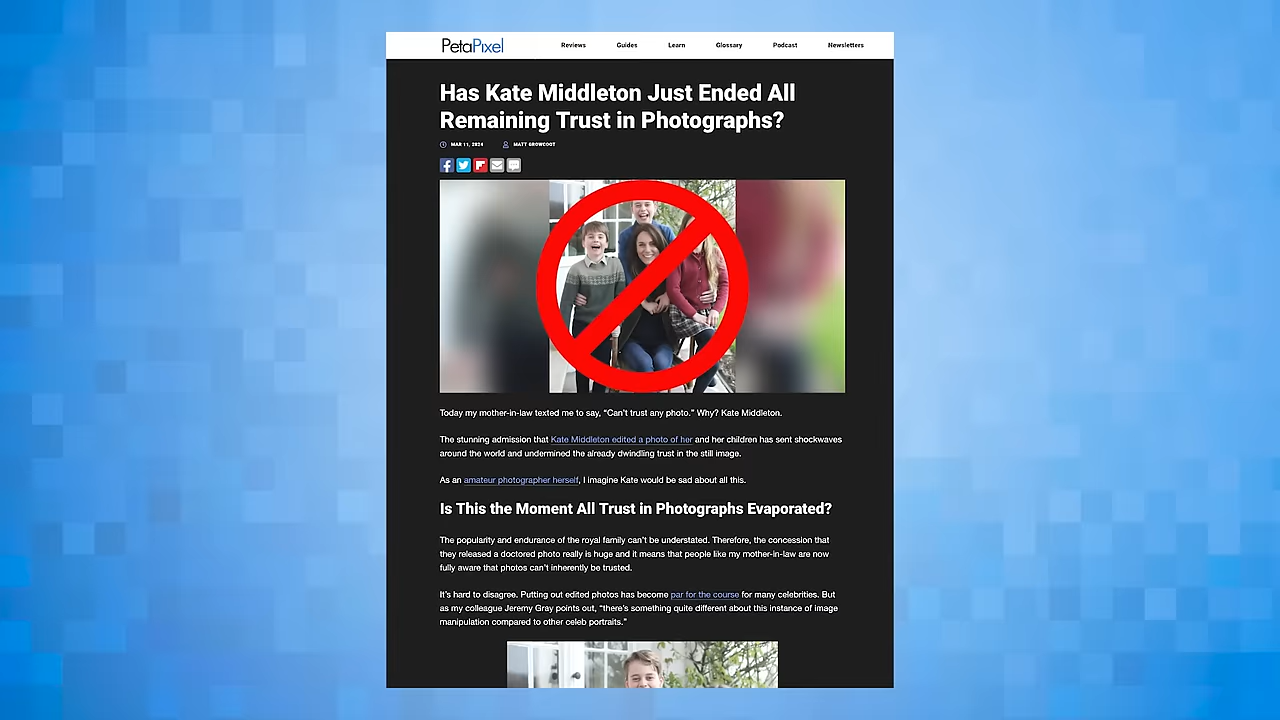 PetaPixel
Reviews Guides Learn Glossary Podcast Newsletters
Has Kate Middleton Just Ended All
Remaining Trust in Photographs?
MAR 11, 2024 MATT GROWCOOT
Today my mother-in-law texted me to say, “Can’t trust any photo.” Why? Kate Middleton.
The stunning admission that Kate Middleton edited a photo of her and her children has sent shockwaves
around the world and undermined the already dwindling trust in the still image.
As an amateur photographer herself, I imagine Kate would be sad about all this.
Is This the Moment All Trust in Photographs Evaporated?
The popularity and endurance of the royal family can’t be understated. Therefore, the concession that
they released a doctored photo really is huge and it means that people like my mother-in-law are now
fully aware that photos can’t inherently be trusted.
It’s hard to disagree. Putting out edited photos has become par for the course for many celebrities. But
as my colleague Jeremy Gray points out, “there’s something quite different about this instance of image
manipulation compared to other celeb portraits.”